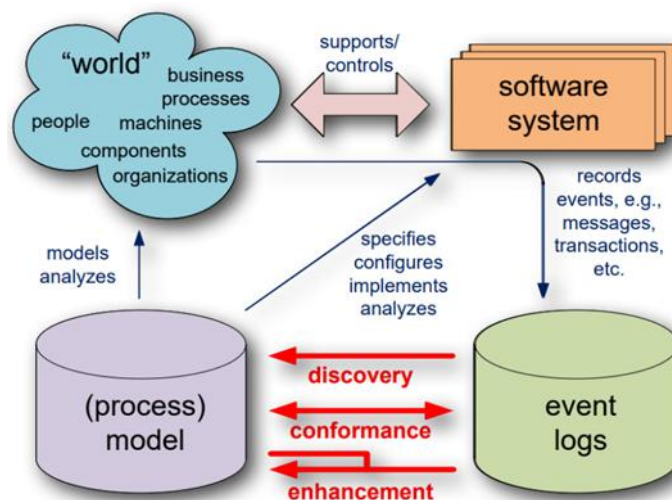 “world”
business
processes
people
machines
components
organizations
supports/
controls
software
system
records
events, e.g.,
messages,
transactions,
etc.
models
analyzes
specifies
configures
implements
analyzes
(process)
model
discovery
conformance
enhancement
event
logs